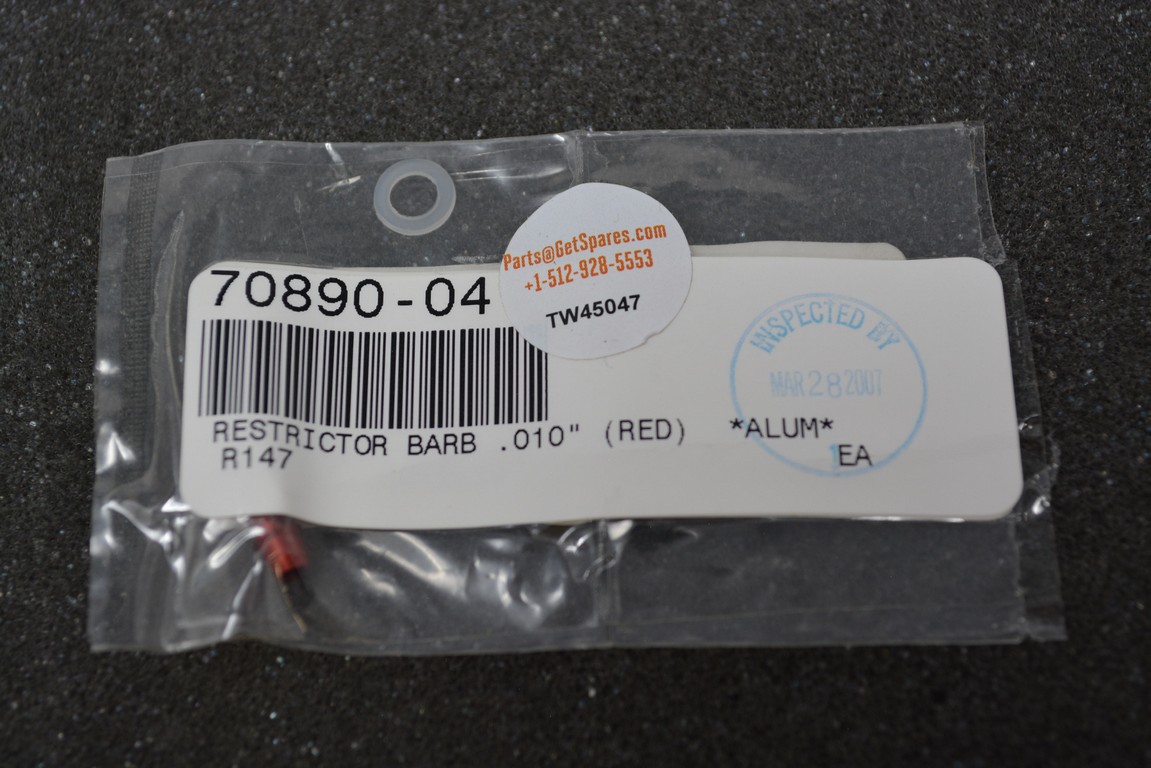 Parts@GetSpares.com
+1-512-928-5553
TW45047
70890-04
INSPECTED BY
MAR 28 2007
RESTRICTOR BARB .010" (RED) *ALUM*
R147 EA